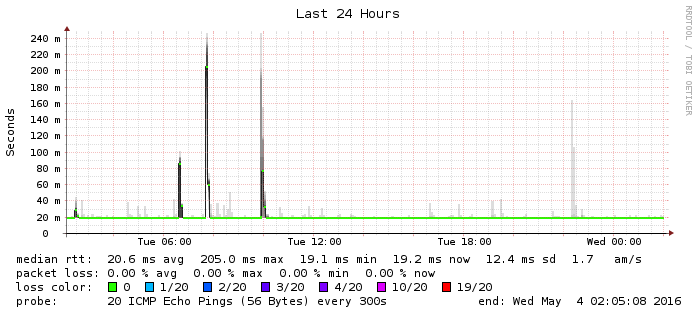 Last 24 Hours
RRDTOOL / TOBI OETIKER
Seconds
240 m
220 m
200 m
180 m
160 m
140 m
120 m
100 m
80 m
60 m
40 m
20 m
0
Tue 06:00 Tue 12:00 Tue 18:00 Wed 00:00
median rtt: 20.6 ms avg 205.0 ms max 19.1 ms min 19.2 ms now 12.4 ms sd 1.7 am/s
packet loss: 0.00 % avg 0.00 % max 0.00 % min 0.00 % now
loss color: 0 1/20 2/20 3/20 4/20 10/20 19/20
probe: 20 ICMP Echo Pings (56 Bytes) every 300s end: Wed May 4 02:05:08 2016